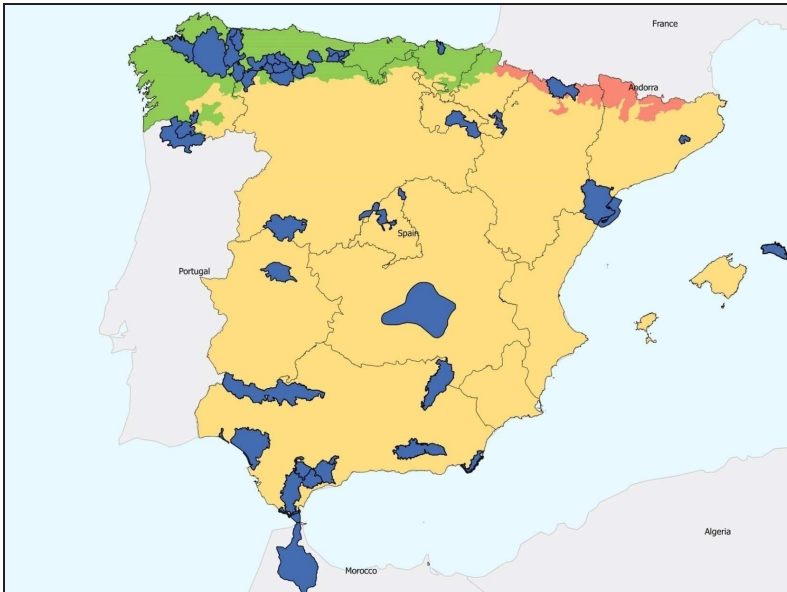 France
Andorra
Spain
Portugal
Algeria
Morocco